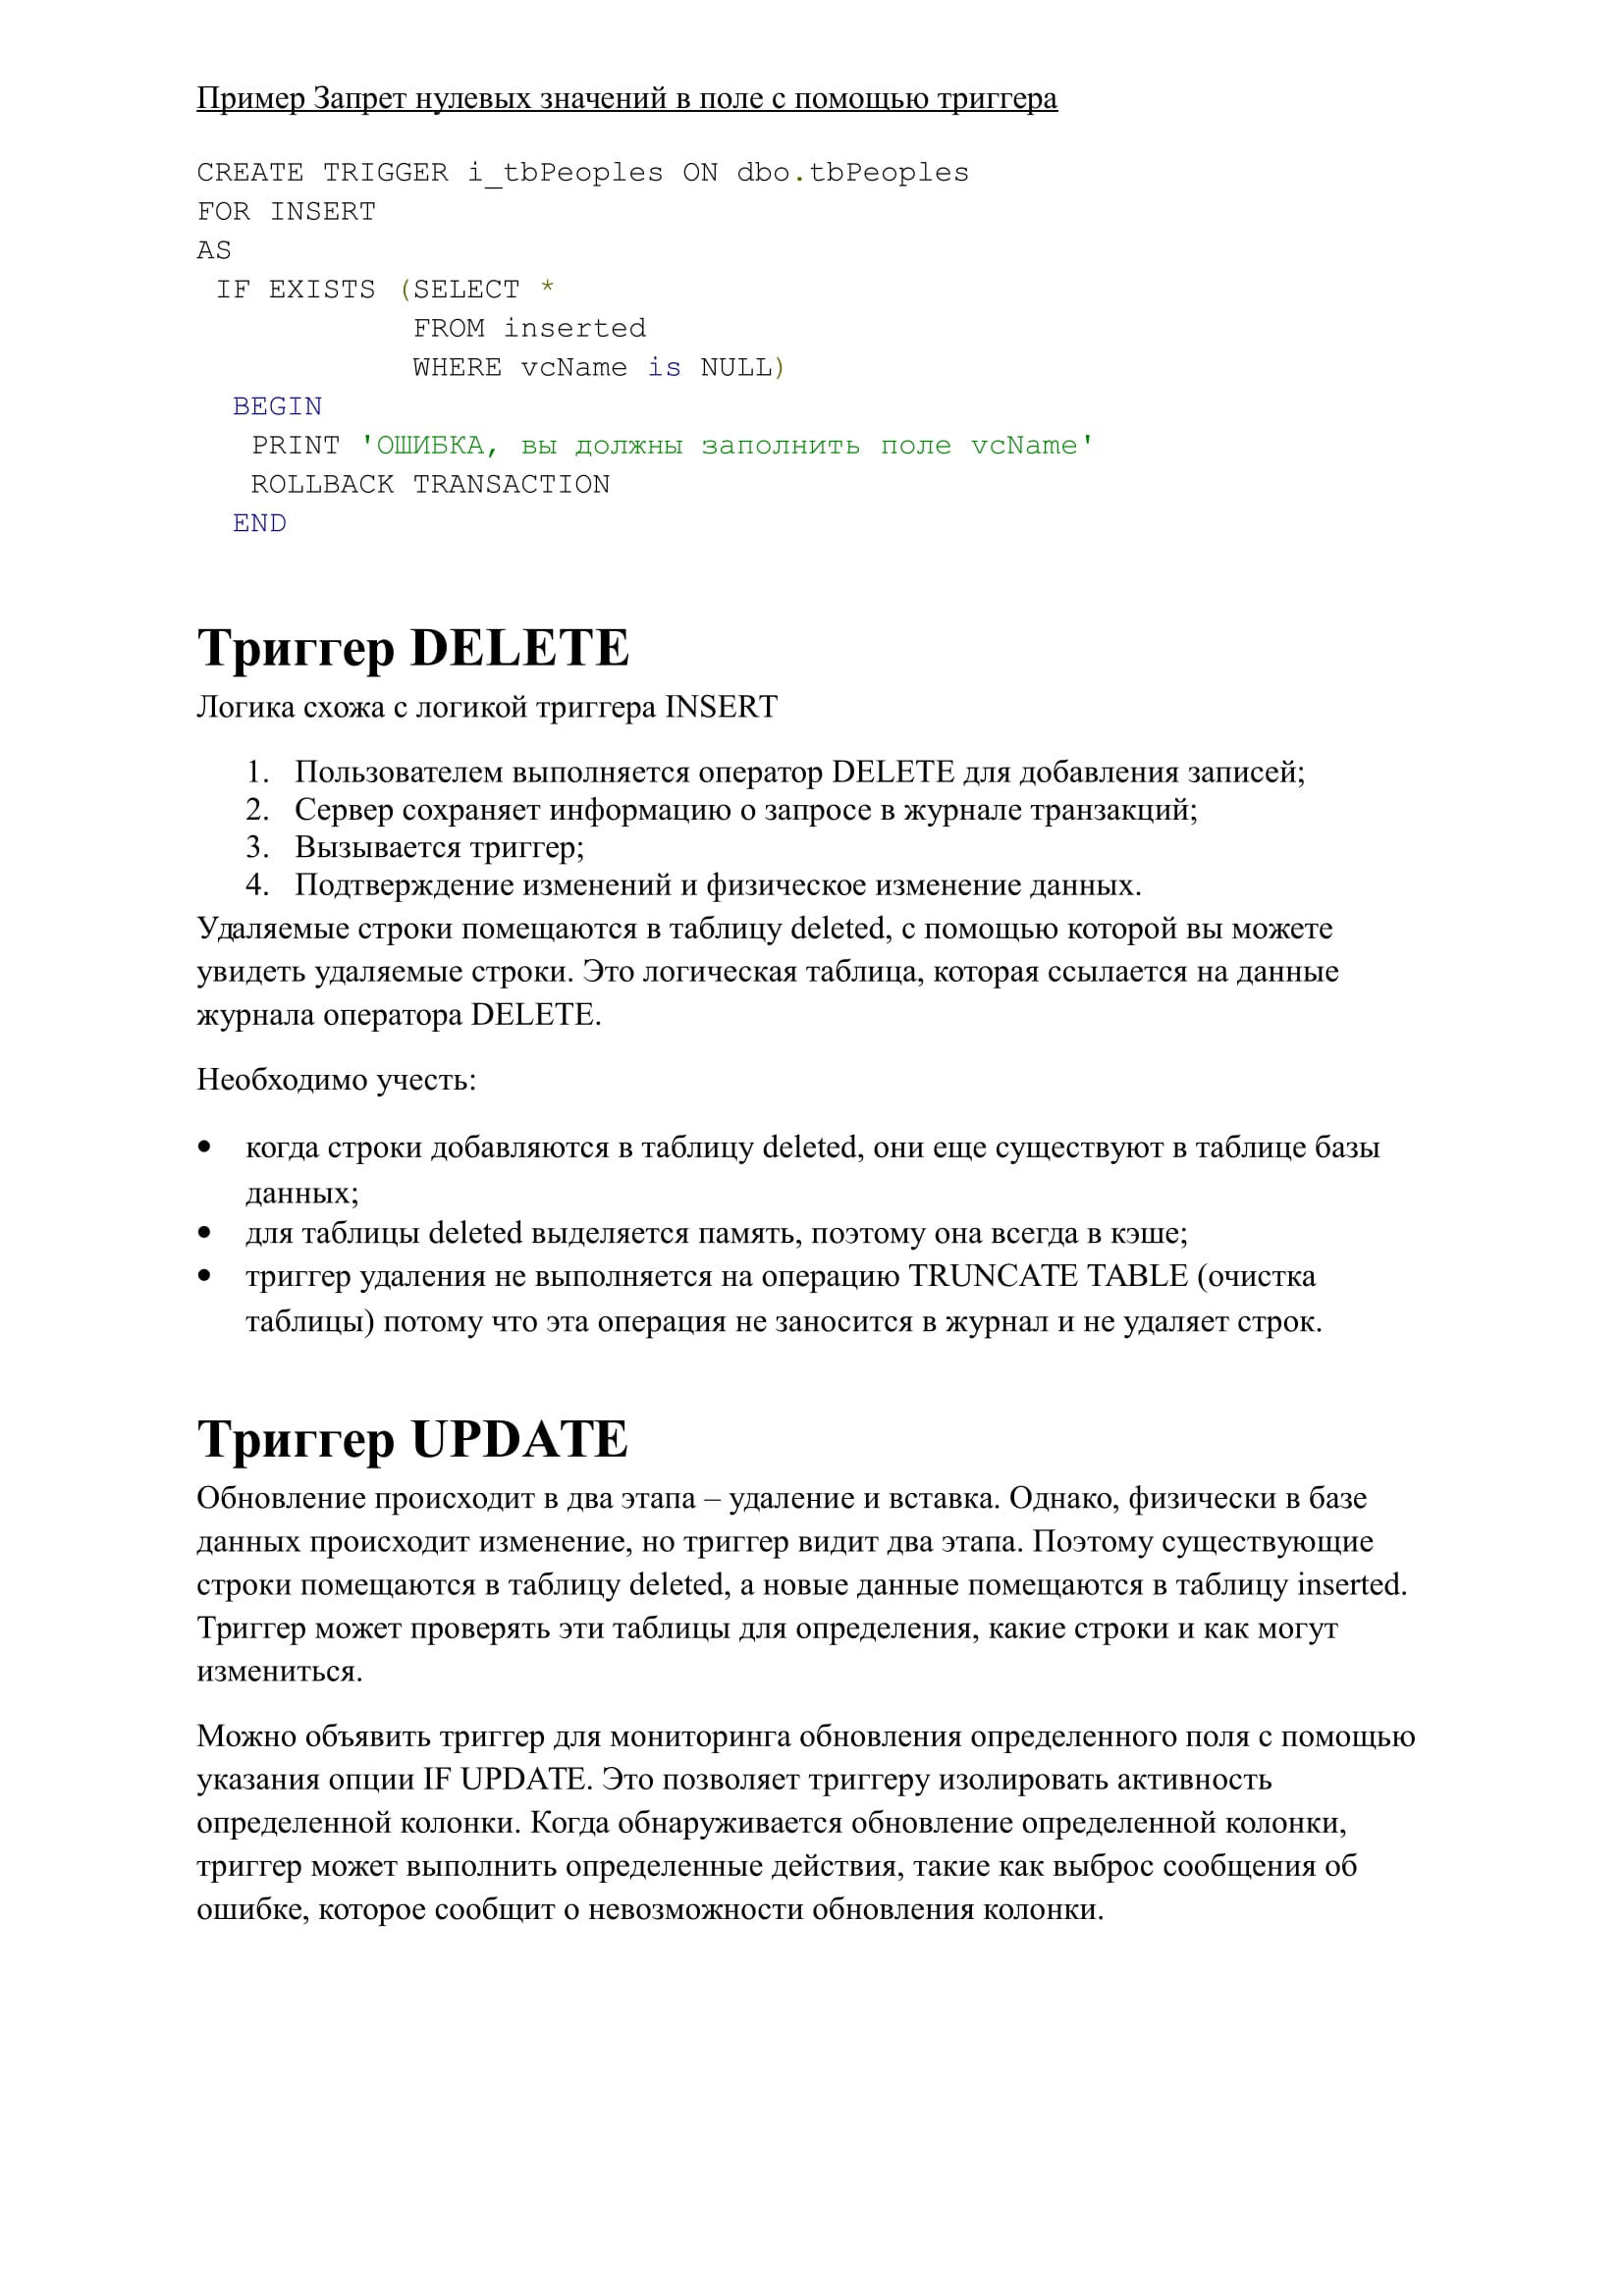 Пример Запрет нулевых значений в поле с помощью триггера
CREATE TRIGGER i_tbPeoples ON dbo.tbPeoples
FOR INSERT
AS
IF EXISTS (SELECT *
FROM inserted
WHERE vcName is NULL)
BEGIN
PRINT 'ОШИБКА, вы должны заполнить поле vcName'
ROLLBACK TRANSACTION
END
Триггер DELETE
Логика схожа с логикой триггера INSERT
1. Пользователем выполняется оператор DELETE для добавления записей;
2. Сервер сохраняет информацию о запросе в журнале транзакций;
3. Вызывается триггер;
4. Подтверждение изменений и физическое изменение данных.
Удаляемые строки помещаются в таблицу deleted, с помощью которой вы можете
увидеть удаляемые строки. Это логическая таблица, которая ссылается на данные
журнала оператора DELETE.
Необходимо учесть:
• когда строки добавляются в таблицу deleted, они еще существуют в таблице базы
данных;
• для таблицы deleted выделяется память, поэтому она всегда в кэше;
• триггер удаления не выполняется на операцию TRUNCATE TABLE (очистка
таблицы) потому что эта операция не заносится в журнал и не удаляет строк.
Триггер UPDATE
Обновление происходит в два этапа – удаление и вставка. Однако, физически в базе
данных происходит изменение, но триггер видит два этапа. Поэтому существующие
строки помещаются в таблицу deleted, а новые данные помещаются в таблицу inserted.
Триггер может проверять эти таблицы для определения, какие строки и как могут
измениться.
Можно объявить триггер для мониторинга обновления определенного поля с помощью
указания опции IF UPDATE. Это позволяет триггеру изолировать активность
определенной колонки. Когда обнаруживается обновление определенной колонки,
триггер может выполнить определенные действия, такие как выброс сообщения об
ошибке, которое сообщит о невозможности обновления колонки.